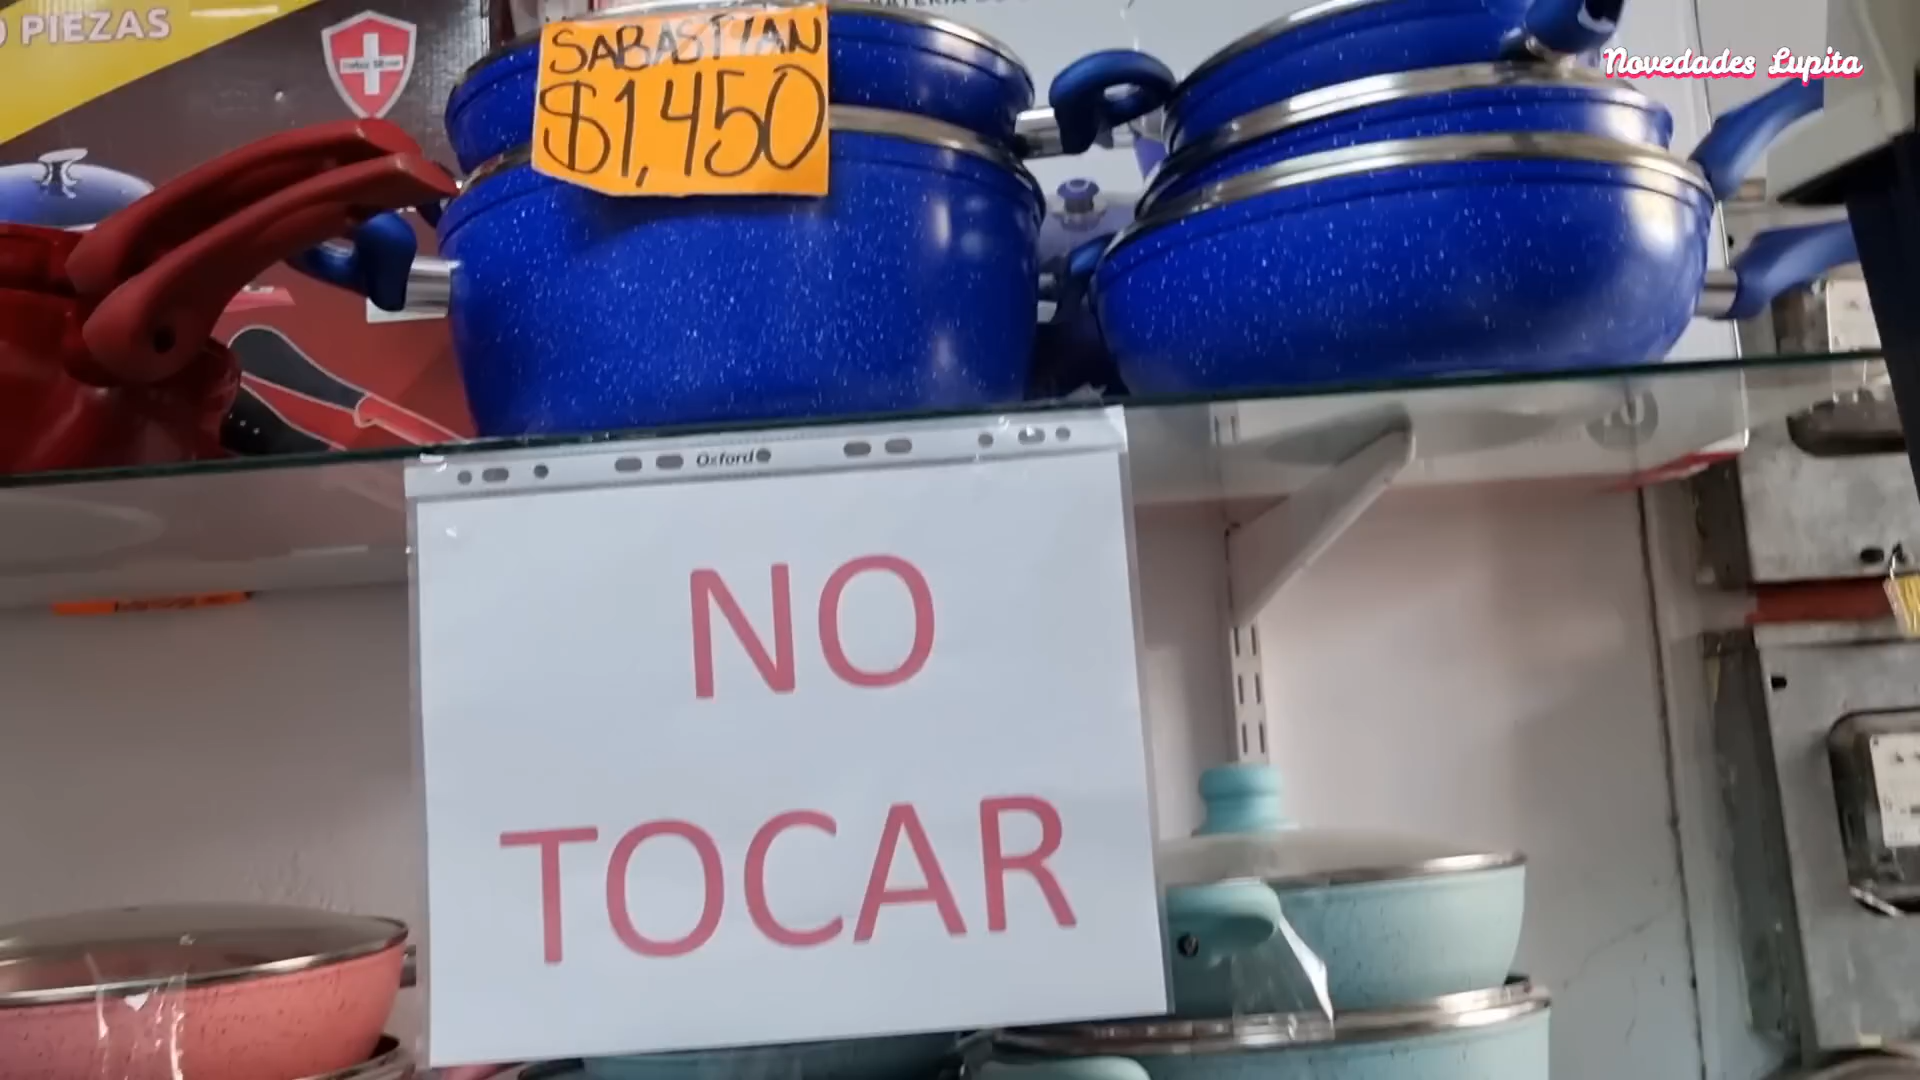 PIEZAS
SABASTIAN
$1,450
Novedades Lupita
Oxford
NO
TOCAR